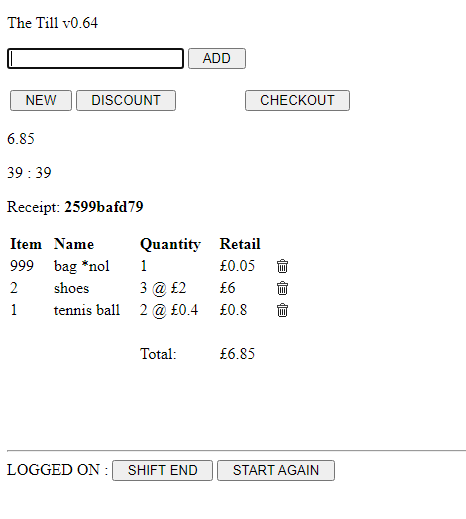 The Till v0.64
ADD
NEW DISCOUNT CHECKOUT
6.85
39 : 39
Receipt: 2599bafd79
Item Name Quantity Retail
999 bag *nol 1 £0.05
2 shoes 3 @ £2 £6
1 tennis ball 2 @ £0.4 £0.8
Total: £6.85
LOGGED ON : SHIFT END START AGAIN